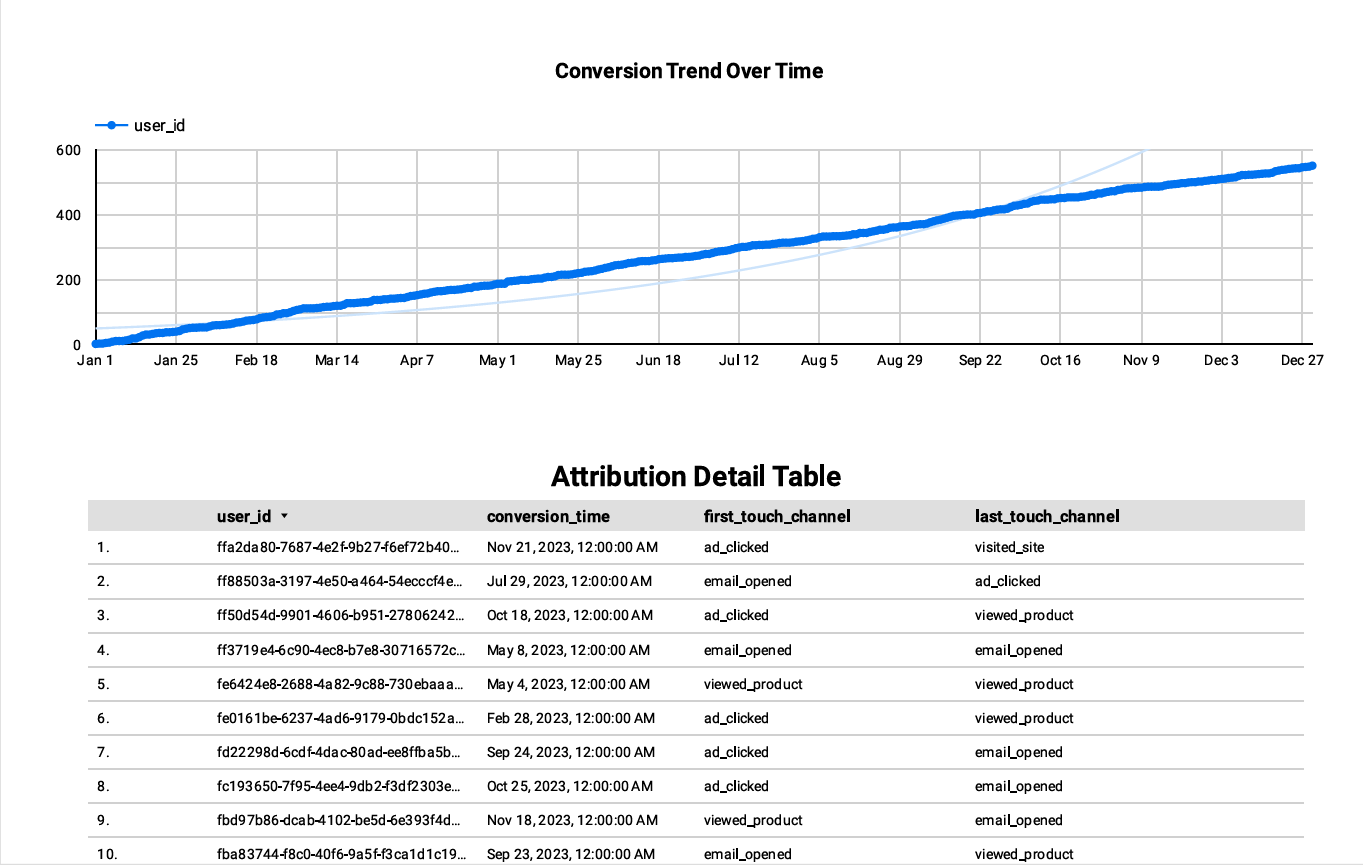 Conversion Trend Over Time
user_id
600
400
200
0
Jan 1 Jan 25 Feb 18 Mar 14 Apr 7 May 1 May 25 Jun 18 Jul 12 Aug 5 Aug 29 Sep 22 Oct 16 Nov 9 Dec 3 Dec 27
Attribution Detail Table
user_id conversion_time first_touch_channel last_touch_channel
1. ffa2da80-7687-4e2f-9b27-f6ef72b40... Nov 21, 2023, 12:00:00 AM ad_clicked visited_site
2. ff88503a-3197-4e50-a464-54ecccf4e... Jul 29, 2023, 12:00:00 AM email_opened ad_clicked
3. ff50d54d-9901-4606-b951-27806242... Oct 18, 2023, 12:00:00 AM ad_clicked viewed_product
4. ff3719e4-6c90-4ec8-b7e8-30716572c... May 8, 2023, 12:00:00 AM email_opened email_opened
5. fe6424e8-2688-4a82-9c88-730ebaaa... May 4, 2023, 12:00:00 AM viewed_product viewed_product
6. fe0161be-6237-4ad6-9179-0bdc152a... Feb 28, 2023, 12:00:00 AM ad_clicked viewed_product
7. fd22298d-6cdf-4dac-80ad-ee8ffba5b... Sep 24, 2023, 12:00:00 AM ad_clicked email_opened
8. fc193650-7f95-4ee4-9db2-f3df2303e... Oct 25, 2023, 12:00:00 AM ad_clicked email_opened
9. fbd97b86-dcab-4102-be5d-6e393f4d... Nov 18, 2023, 12:00:00 AM viewed_product email_opened
10. fba83744-f8c0-40f6-9a5f-f3ca1d1c19... Sep 23, 2023, 12:00:00 AM email_opened viewed_product